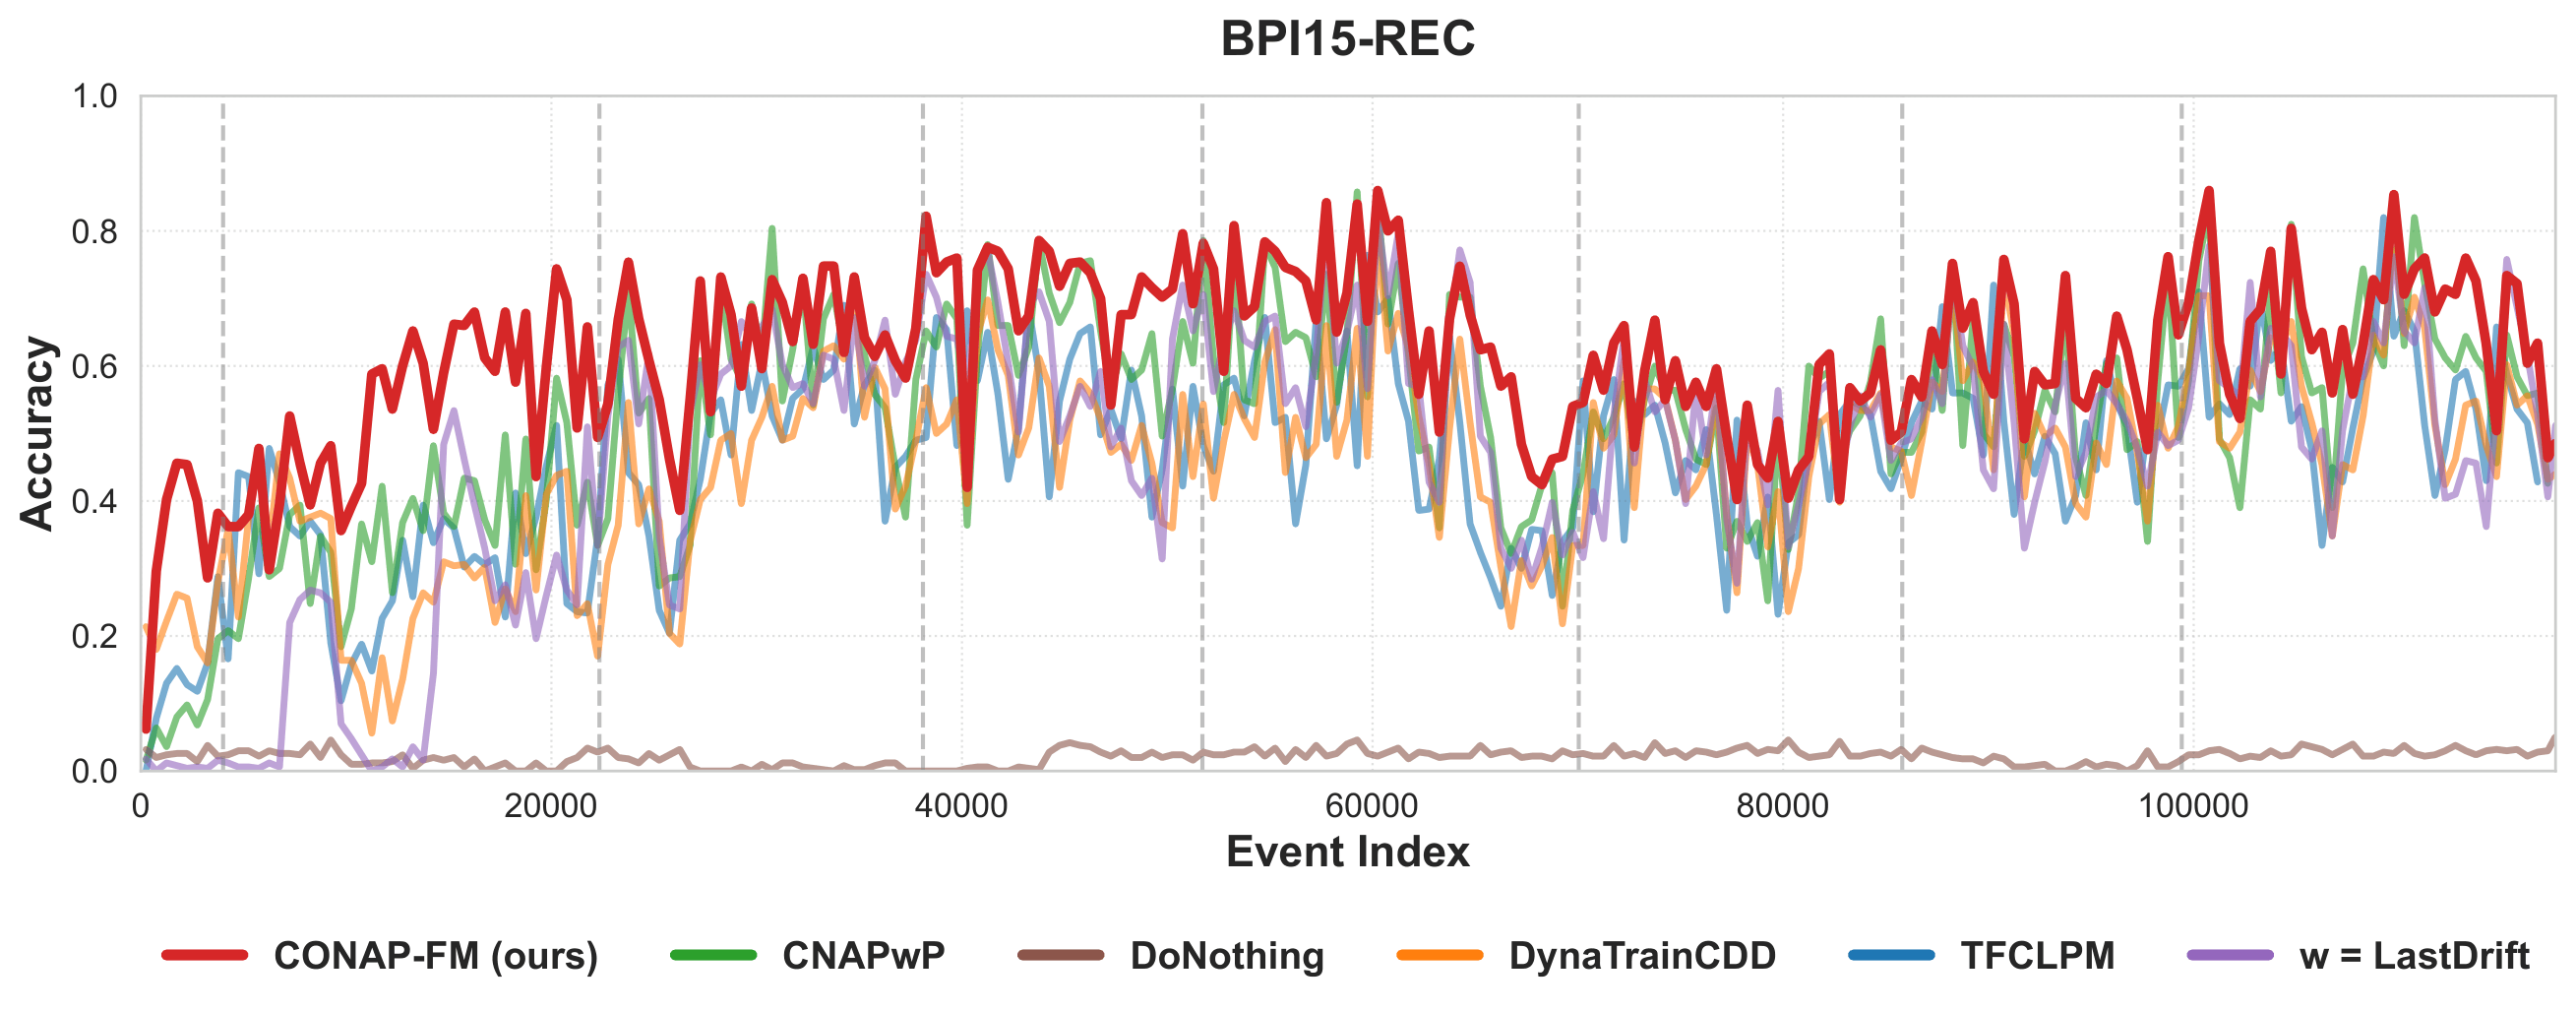 BPI15-REC
Accuracy
1.0
0.8
0.6
0.4
0.2
0.0
0 20000 40000 60000 80000 100000
Event Index
CONAP-FM (ours) CNAPwP DoNothing DynaTrainCDD TFCLPM w = LastDrift